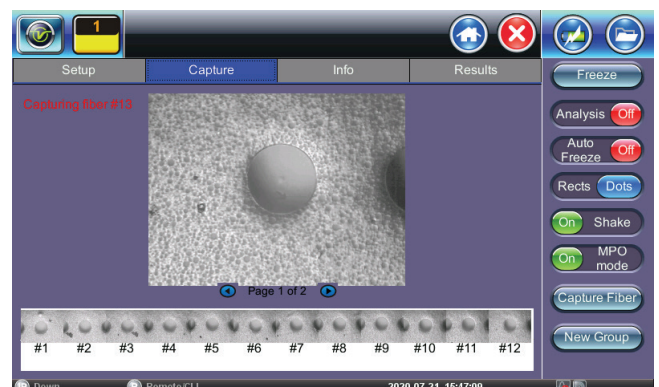 1
Setup
Capture
Info
Results
Capturing fiber #13
Page 1 of 2
#1 #2 #3 #4 #5 #6 #7 #8 #9 #10 #11 #12
Freeze
Analysis Off
Auto Freeze Off
Rects Dots
On Shake
On MPO mode
Capture Fiber
New Group
Down
Remote/CLI
2020-07-21 15:47:09